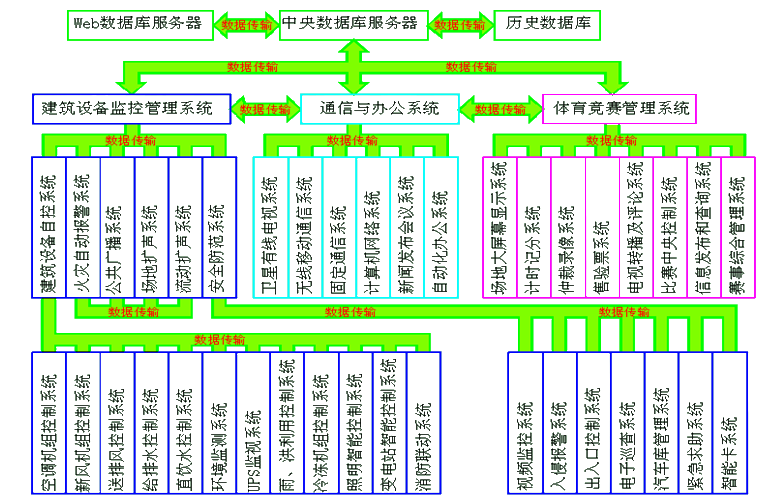 Web数据库服务器
数据传输
中央数据库服务器
数据传输
历史数据库
数据传输
数据传输
建筑设备监控管理系统
数据传输
通信与办公系统
数据传输
体育竞赛管理系统
数据传输
数据传输
数据传输
建筑设备自控系统
火灾自动报警系统
公共广播系统
场地扩声系统
流动扩声系统
安全防范系统
卫星有线电视系统
无线移动通信系统
固定通信系统
计算机网络系统
新闻发布会议系统
自动化办公系统
场地大屏幕显示系统
计时记分系统
仲裁录像系统
售验票系统
电视转播及评论系统
比赛中央控制系统
信息发布和查询系统
赛事综合管理系统
数据传输
数据传输
数据传输
数据传输
空调机组控制系统
新风机组控制系统
送排风控制系统
给排水控制系统
直饮水控制系统
环境监测系统
UPS监视系统
雨、洪利用控制系统
冷冻机组控制系统
照明智能控制系统
变电站智能控制系统
消防联动系统
视频监控系统
入侵报警系统
出入口控制系统
电子巡查系统
汽车库管理系统
紧急求助系统
智能卡系统